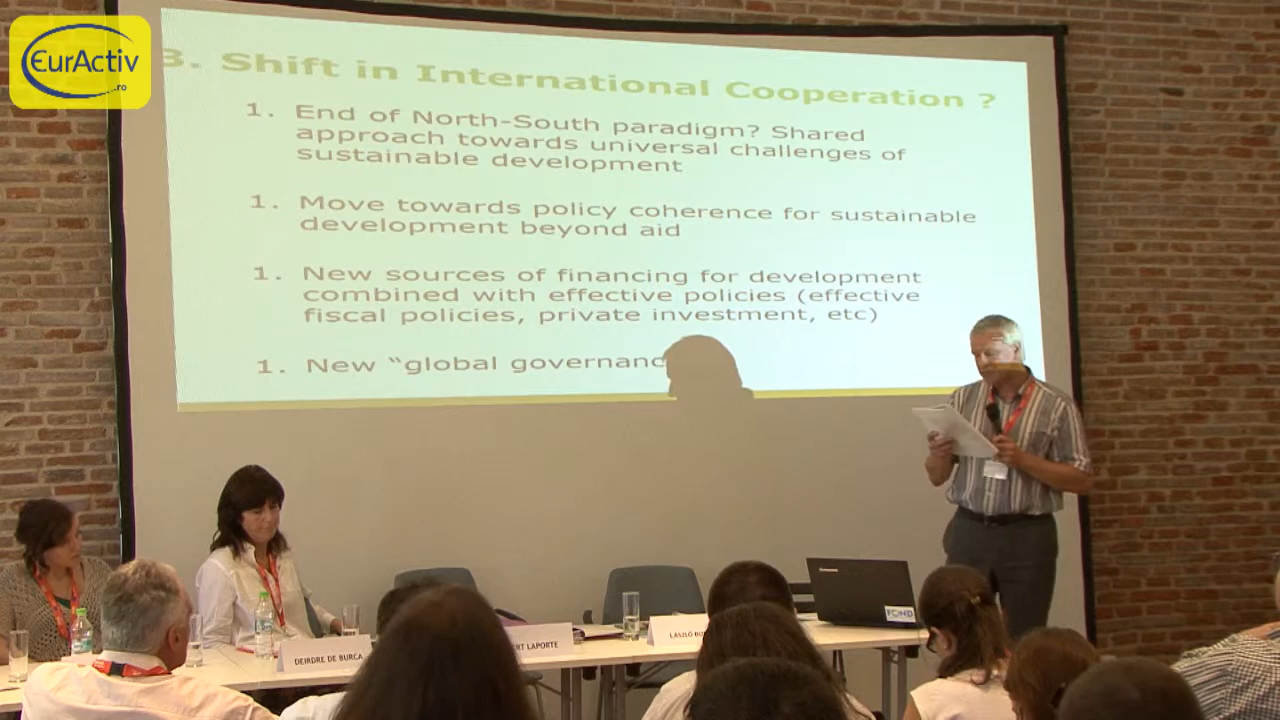 EurActiv
.ro
3. Shift in International Cooperation ?
1. End of North-South paradigm? Shared
approach towards universal challenges of
sustainable development
1. Move towards policy coherence for sustainable
development beyond aid
1. New sources of financing for development
combined with effective policies (effective
fiscal policies, private investment, etc)
1. New “global governanc
DEIRDRE DE BURCA
RT LAPORTE
LÁSZLÓ
lenovo
FOND